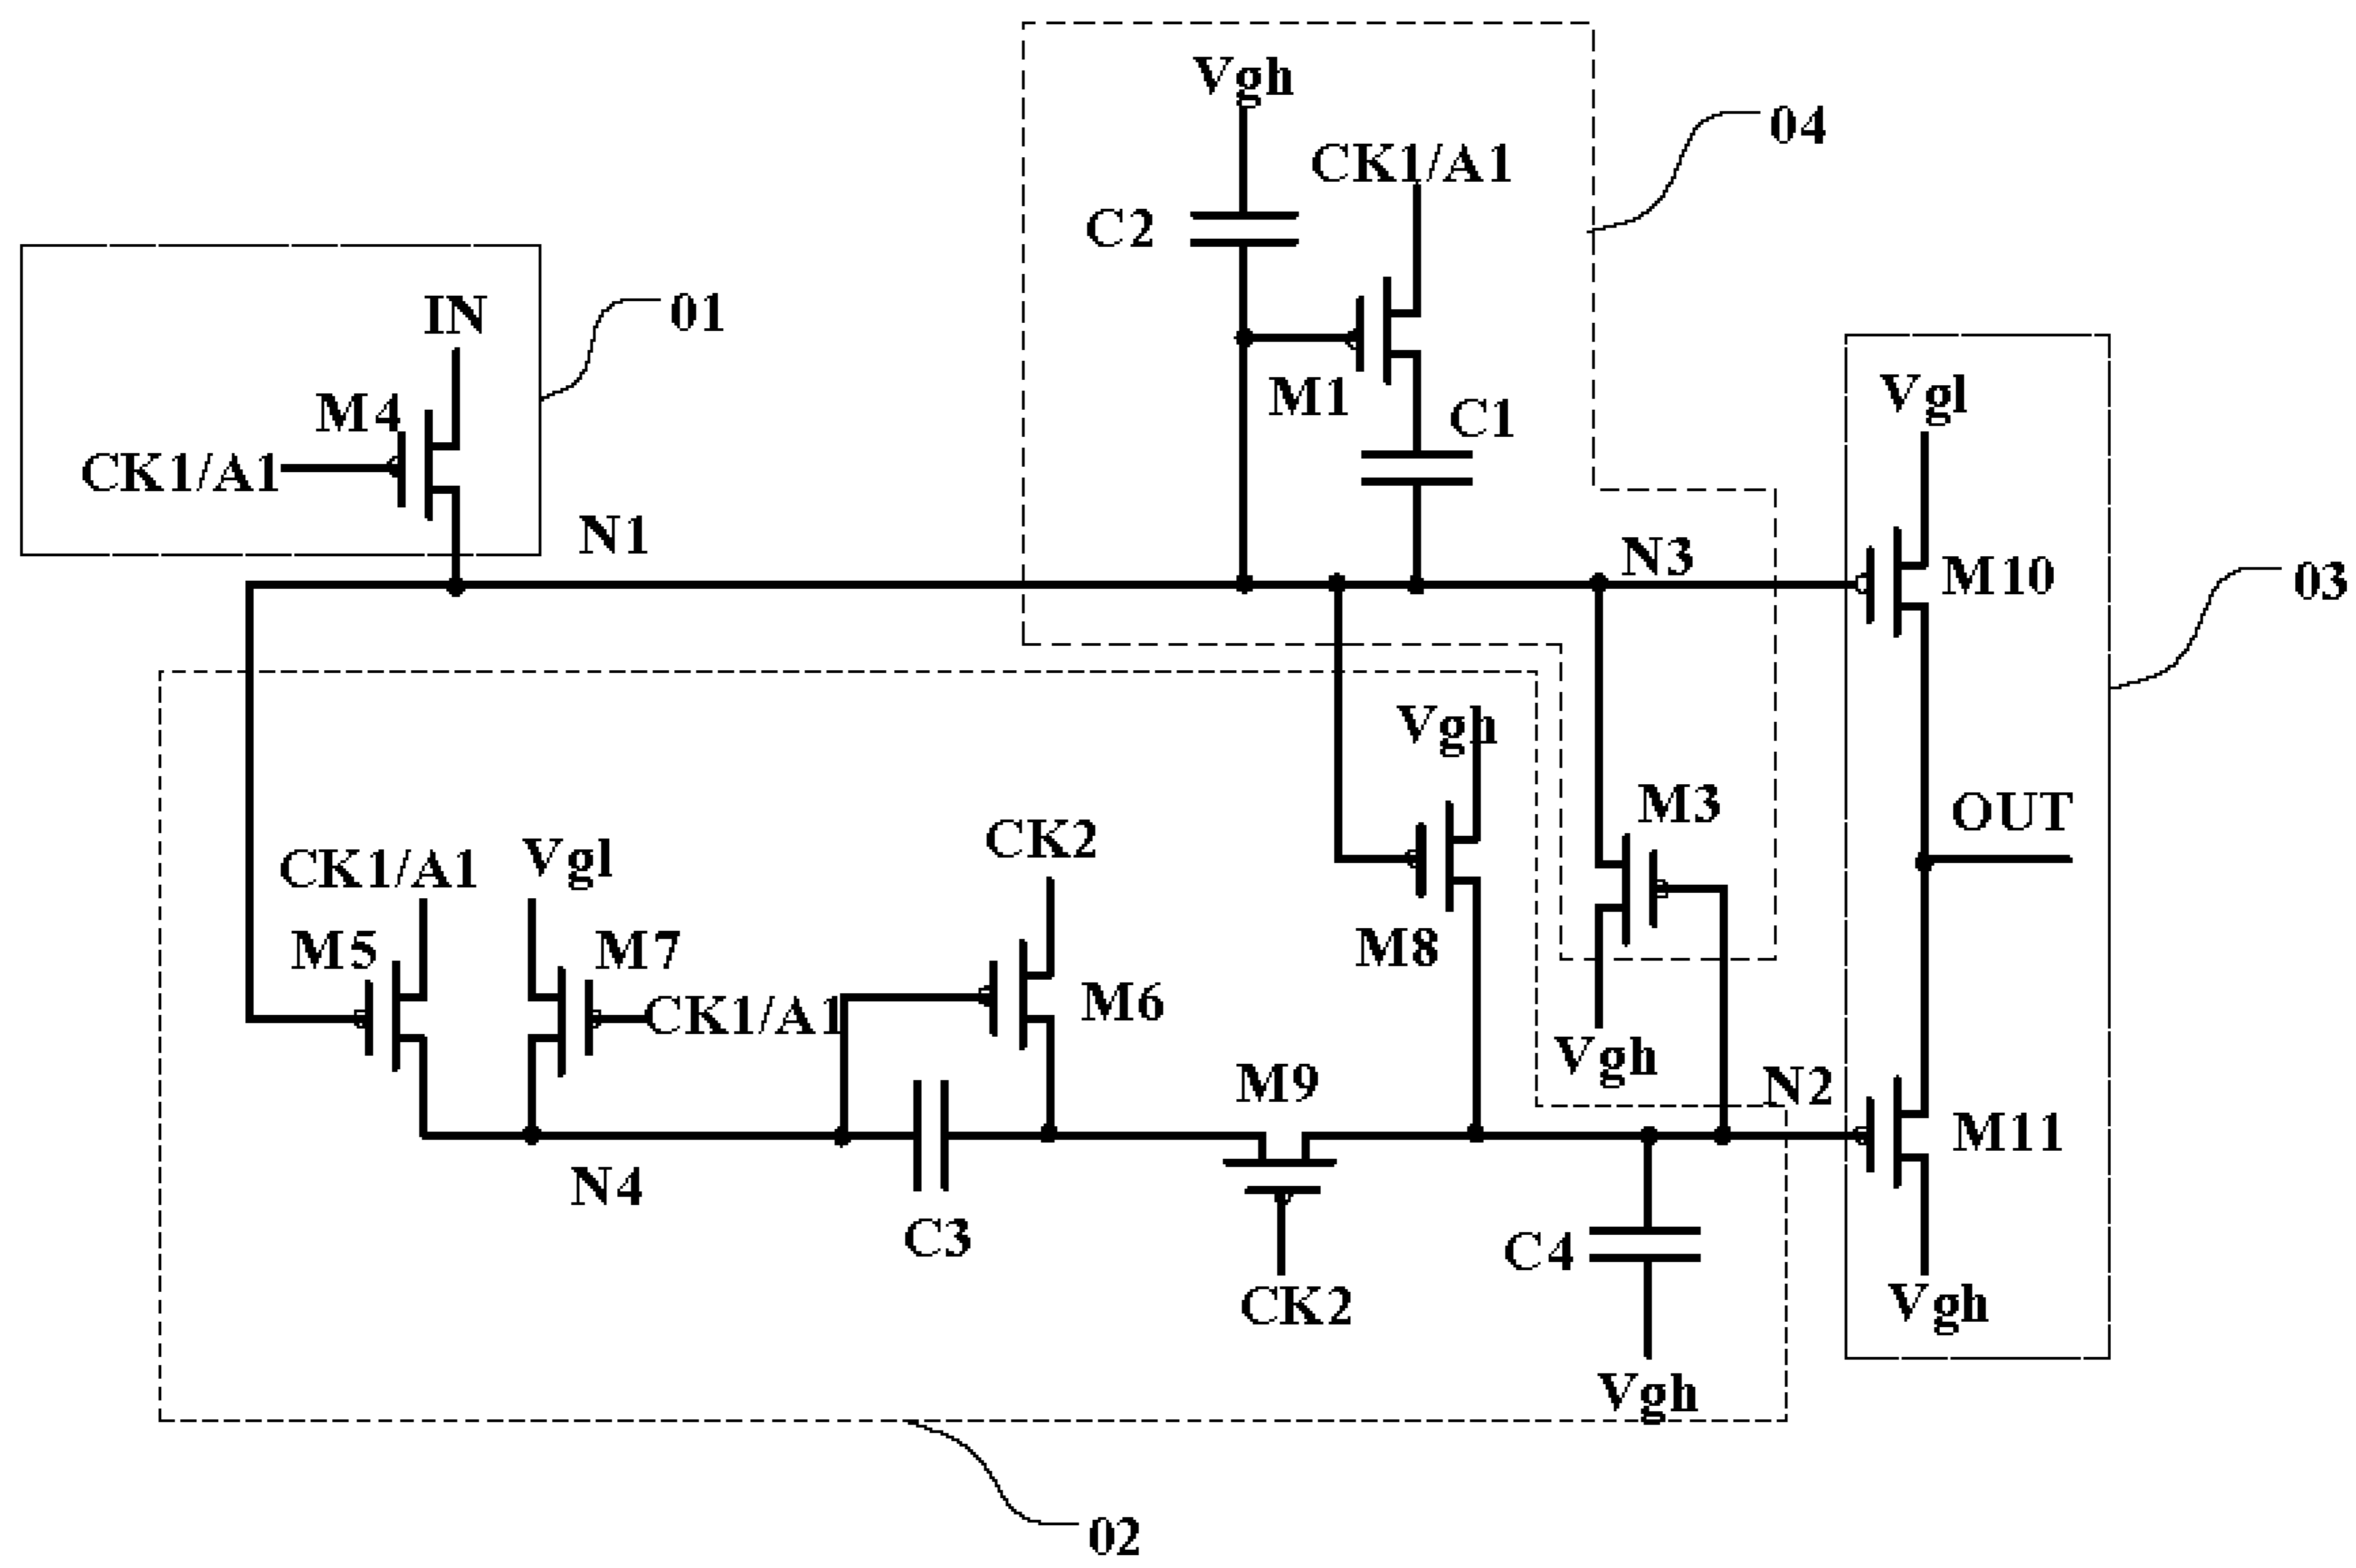 Vgh
04
CK1/A1
C2
IN
01
M4
M1
C1
Vgl
CK1/A1
N1
N3
M10
03
Vgh
M3
OUT
CK2
CK1/A1
Vgl
M5
M7
M8
CK1/A1
M6
Vgh
M9
N2
M11
N4
C3
C4
CK2
Vgh
Vgh
02